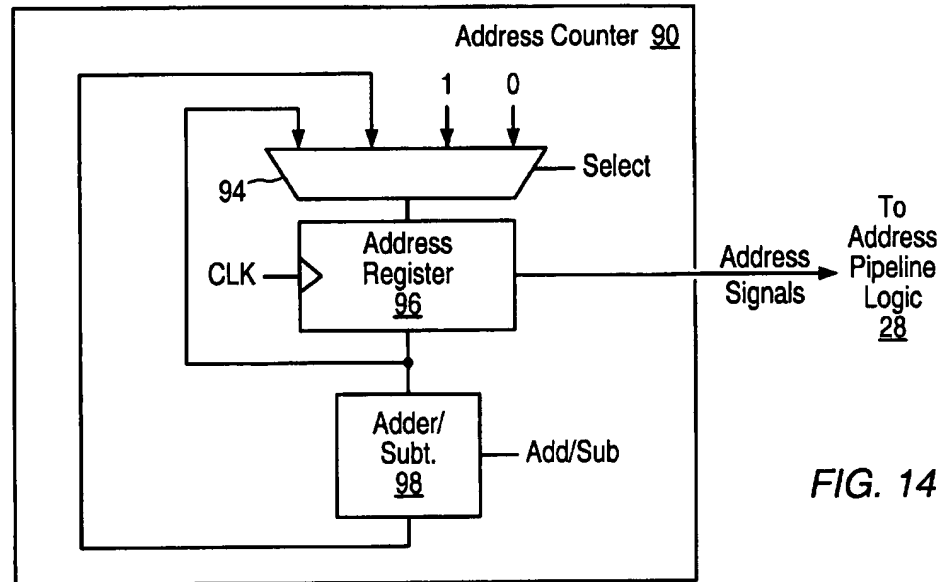 Address Counter 90
1 0
94
Select
Address
Register
96
CLK
Address
Signals
To
Address
Pipeline
Logic
28
Adder/
Subt.
98
Add/Sub
FIG. 14